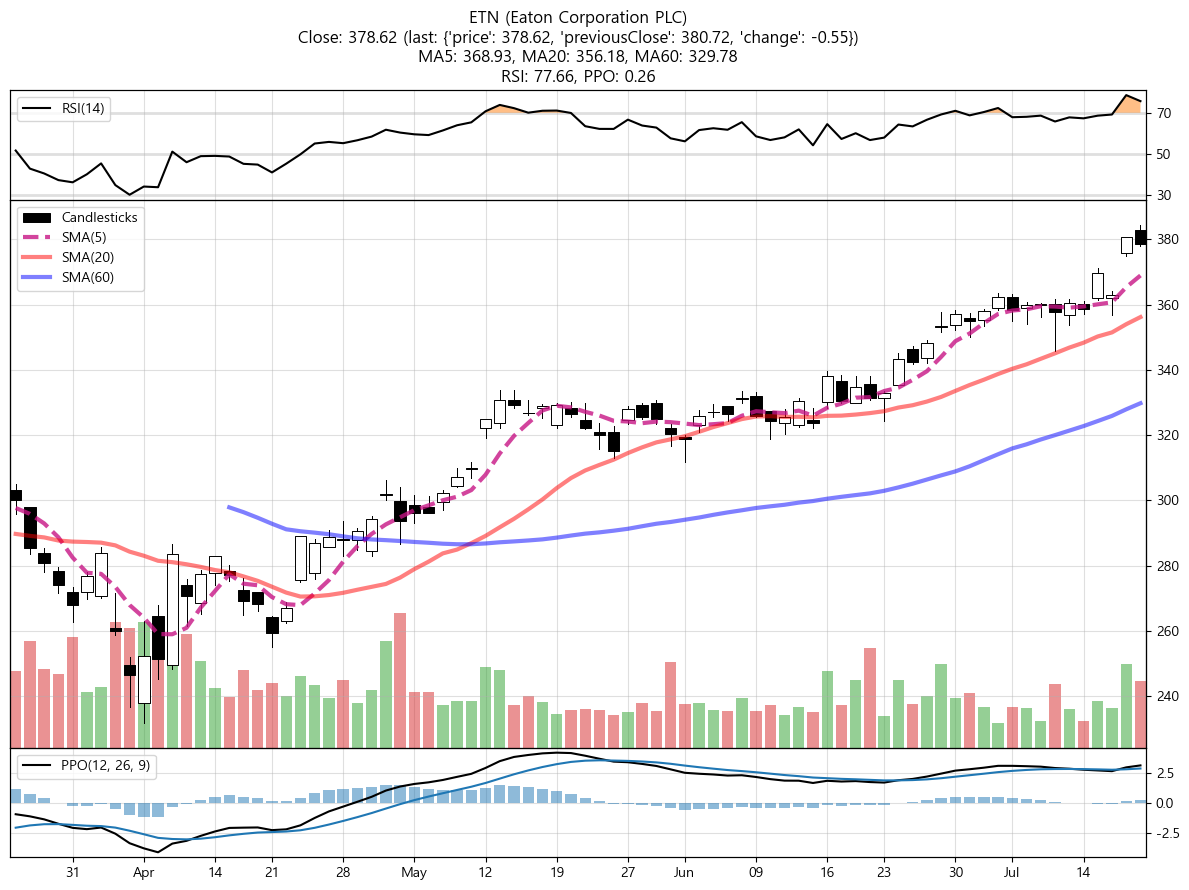 ETN (Eaton Corporation PLC)
Close: 378.62 (last: {'price': 378.62, 'previousClose': 380.72, 'change': -0.55})
MA5: 368.93, MA20: 356.18, MA60: 329.78
RSI: 77.66, PPO: 0.26
RSI(14)
70
50
30
Candlesticks
SMA(5)
SMA(20)
SMA(60)
380
360
340
320
300
280
260
240
PPO(12, 26, 9)
2.5
0.0
-2.5
31 Apr 14 21 28 May 12 19 27 Jun 09 16 23 30 Jul 14